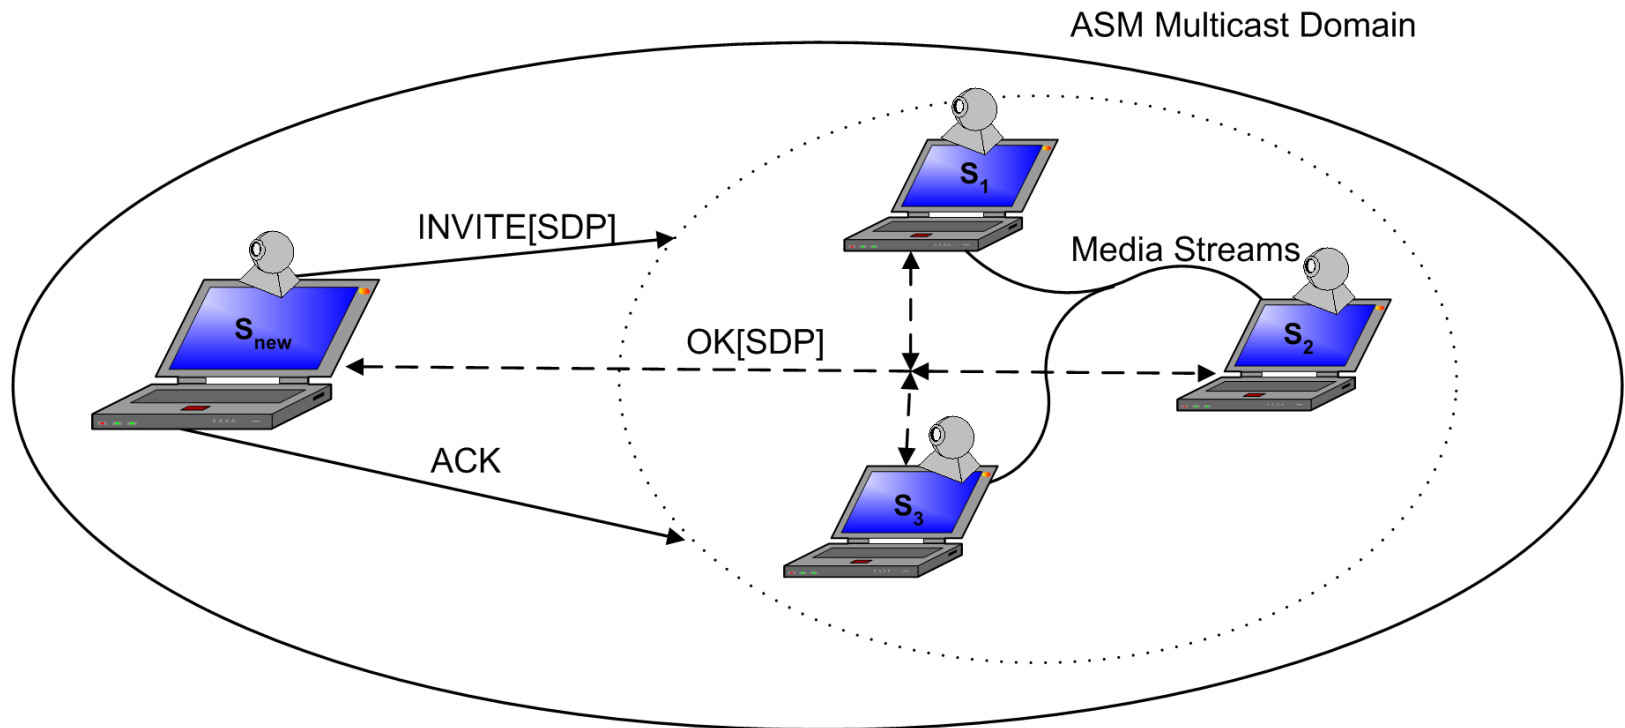 ASM Multicast Domain
S1
INVITE[SDP]
Media Streams
Snew
OK[SDP]
S2
ACK
S3